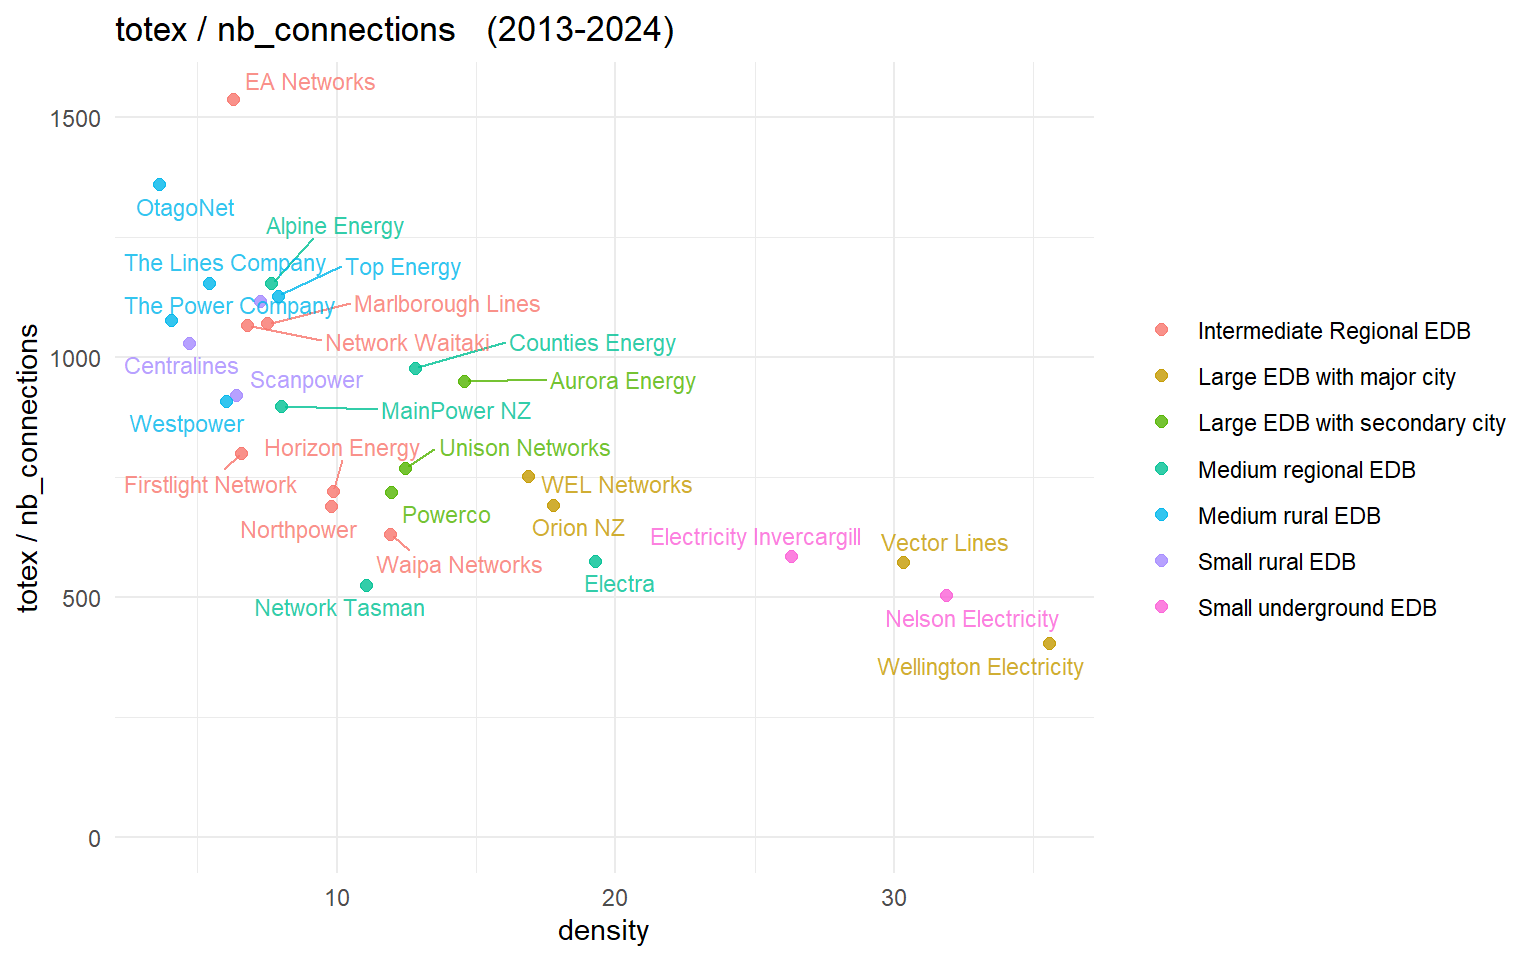 totex / nb_connections (2013-2024)
totex / nb_connections
1500
1000
500
0
EA Networks
OtagoNet
Alpine Energy
The Lines Company
Top Energy
The Power Company
Marlborough Lines
Network Waitaki
Counties Energy
Centralines
Scanpower
Aurora Energy
MainPower NZ
Westpower
Horizon Energy
Unison Networks
Firstlight Network
WEL Networks
Powerco
Northpower
Orion NZ
Electricity Invercargill
Vector Lines
Waipa Networks
Electra
Network Tasman
Nelson Electricity
Wellington Electricity
10
20
30
density
Intermediate Regional EDB
Large EDB with major city
Large EDB with secondary city
Medium regional EDB
Medium rural EDB
Small rural EDB
Small underground EDB